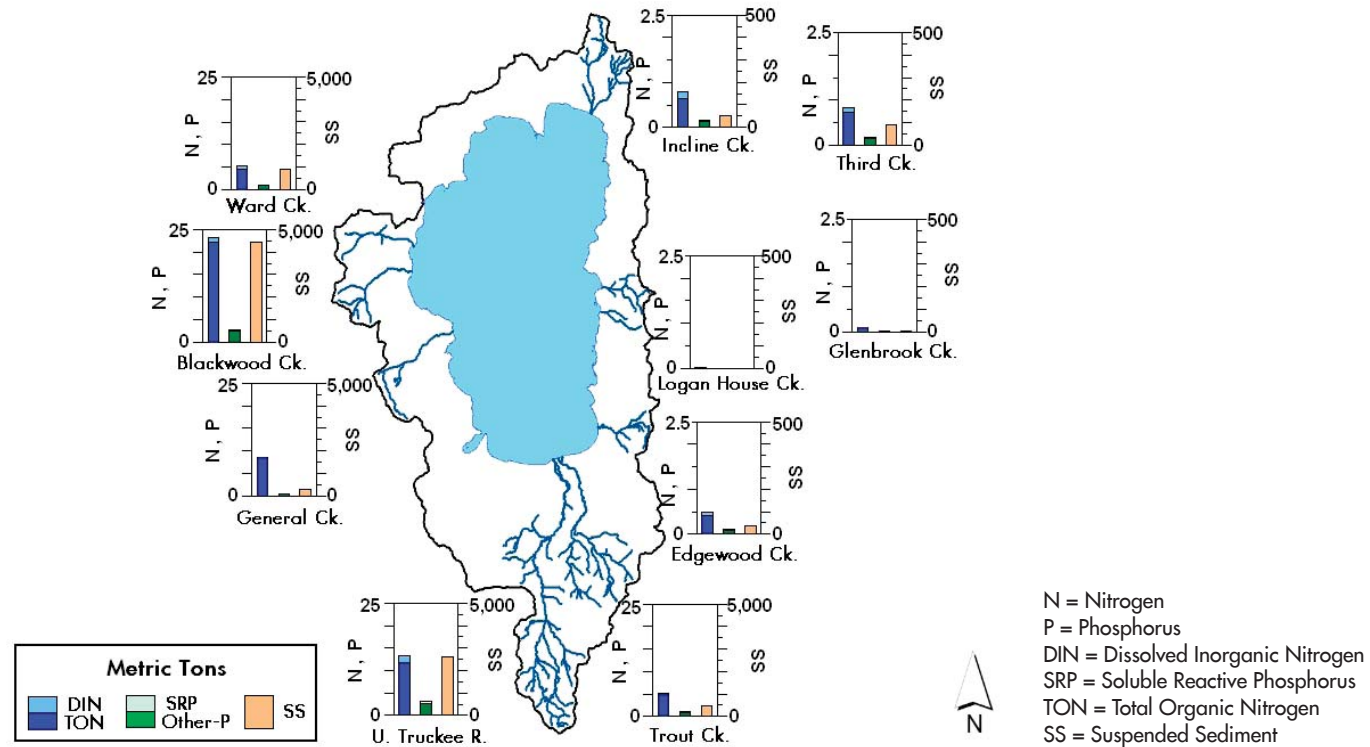 2.5 500
N, P SS
0 0
Incline Ck.
2.5 500
N, P SS
0 0
Third Ck.
25 5,000
N, P SS
0 0
Ward Ck.
25 5,000
N, P SS
0 0
Blackwood Ck.
2.5 500
N, P SS
0 0
Glenbrook Ck.
2.5 500
N, P SS
0 0
Logan House Ck.
25 5,000
N, P SS
0 0
General Ck.
2.5 500
N, P SS
0 0
Edgewood Ck.
25 5,000
N, P SS
0 0
U. Truckee R.
25 5,000
N, P SS
0 0
Trout Ck.
Metric Tons
DIN SRP SS
TON Other-P
N
N = Nitrogen
P = Phosphorus
DIN = Dissolved Inorganic Nitrogen
SRP = Soluble Reactive Phosphorus
TON = Total Organic Nitrogen
SS = Suspended Sediment